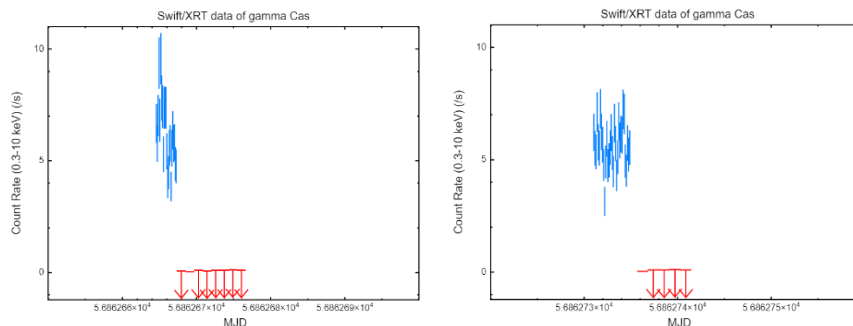 Swift/XRT data of gamma Cas
Count Rate (0.3-10 keV) (/s)
10
5
0
5.686266×10⁴
5.686267×10⁴
5.686268×10⁴
5.686269×10⁴
MJD
Swift/XRT data of gamma Cas
Count Rate (0.3-10 keV) (/s)
10
5
0
5.686273×10⁴
5.686274×10⁴
5.686275×10⁴
MJD